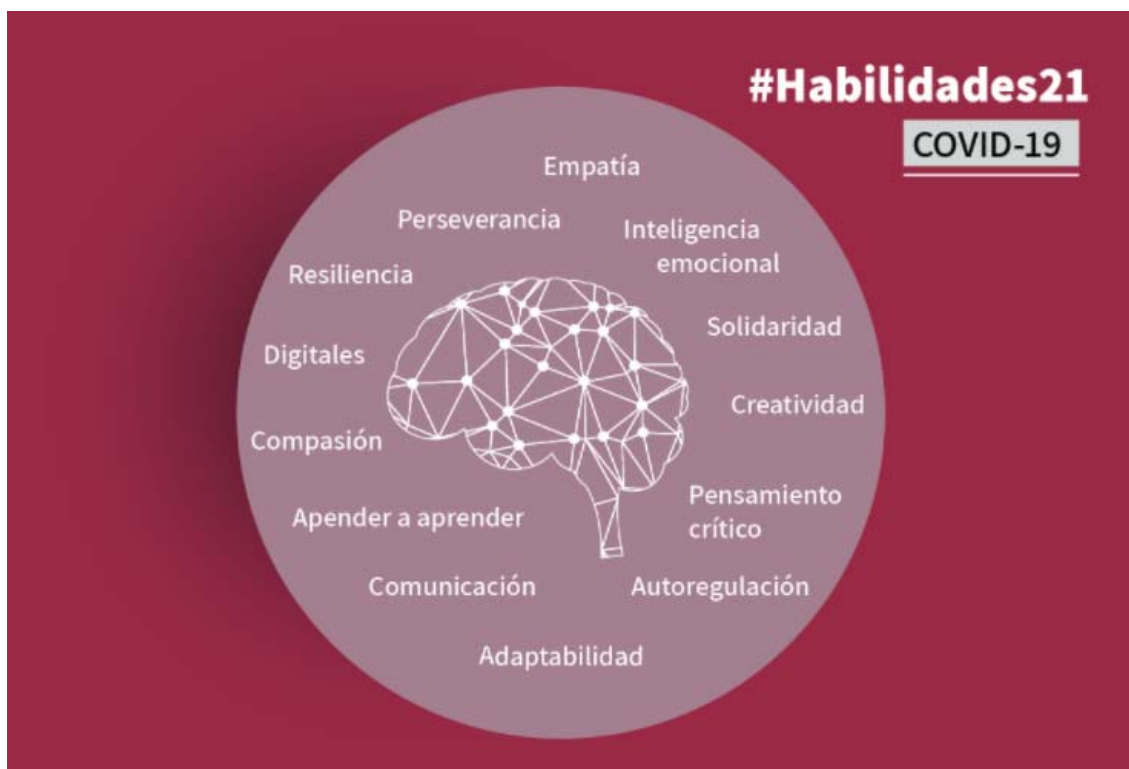 #Habilidades21
COVID-19
Empatía
Perseverancia
Inteligencia
emocional
Resiliencia
Solidaridad
Digitales
Creatividad
Compasión
Pensamiento
crítico
Apender a aprender
Comunicación
Autoregulación
Adaptabilidad